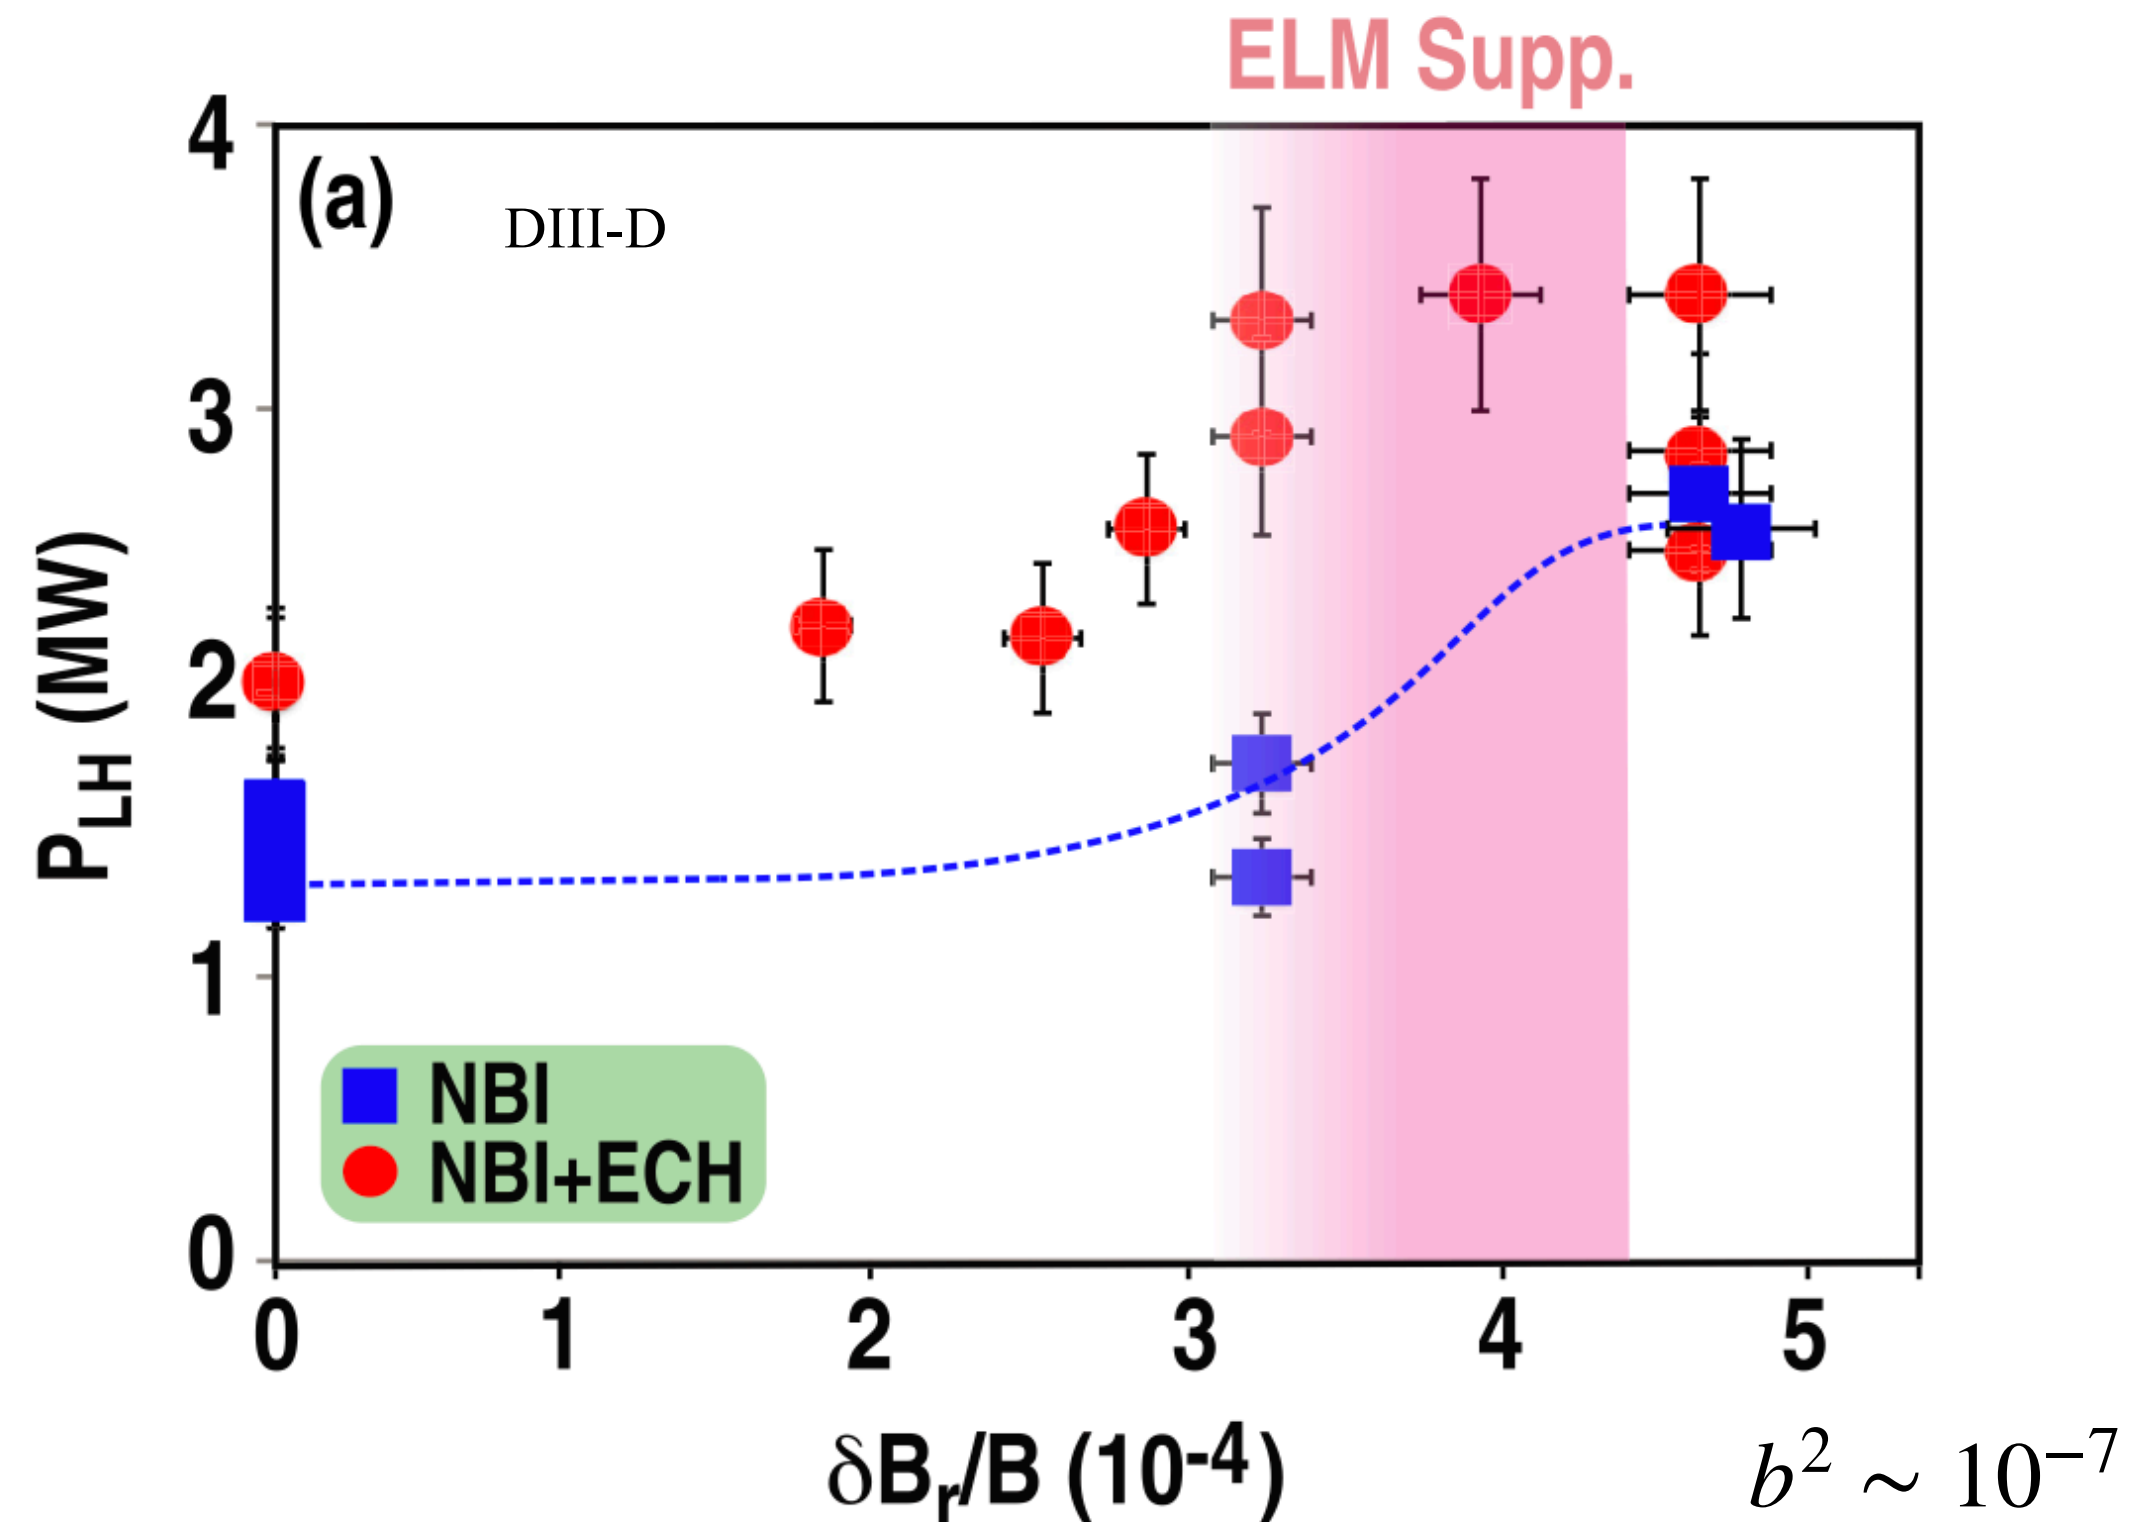 ELM Supp.
4
(a)
DIII-D
3
2
1
0
P_LH (MW)
NBI
NBI+ECH
0 1 2 3 4 5
δB_r/B (10^-4)
b² ~ 10⁻⁷